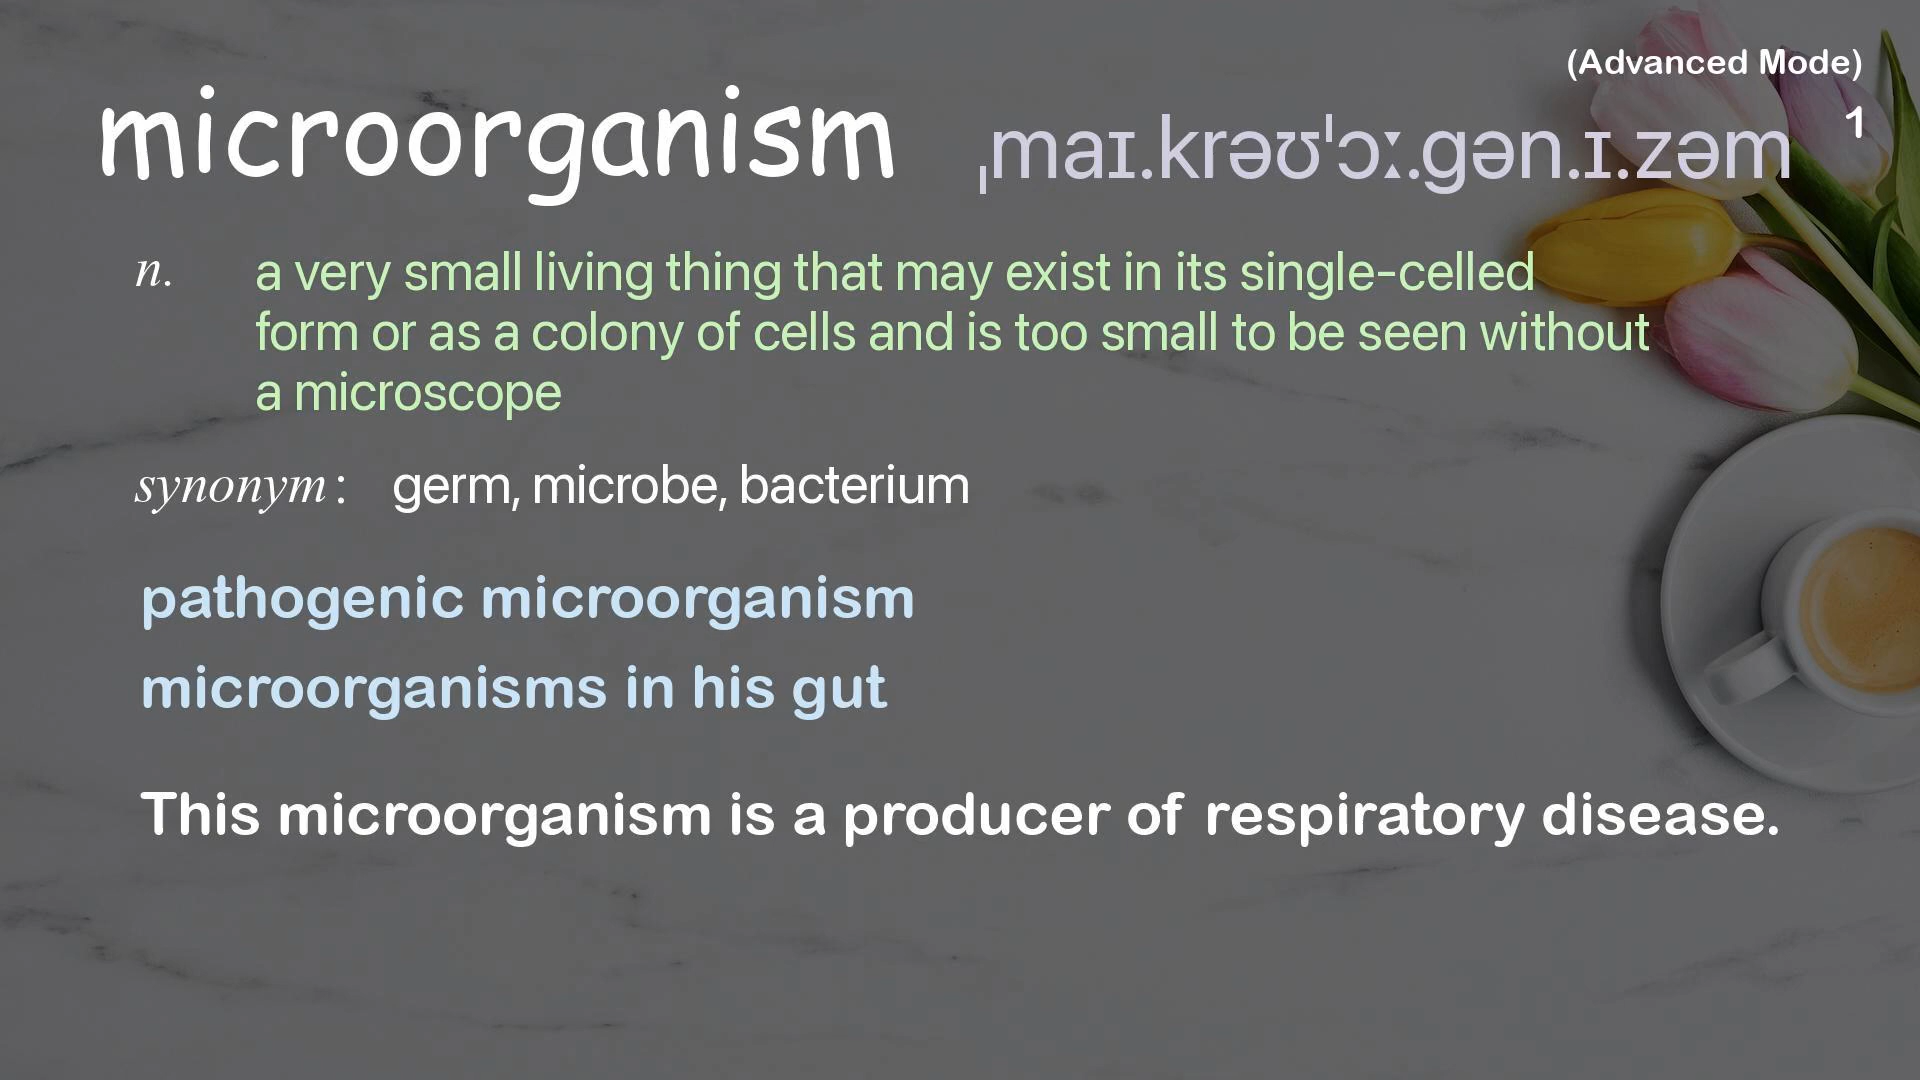 (Advanced Mode)
microorganism ˌmaɪ.krəʊˈɔː.gən.ɪ.zəm 1
n. a very small living thing that may exist in its single-celled
form or as a colony of cells and is too small to be seen without
a microscope
synonym: germ, microbe, bacterium
pathogenic microorganism
microorganisms in his gut
This microorganism is a producer of respiratory disease.